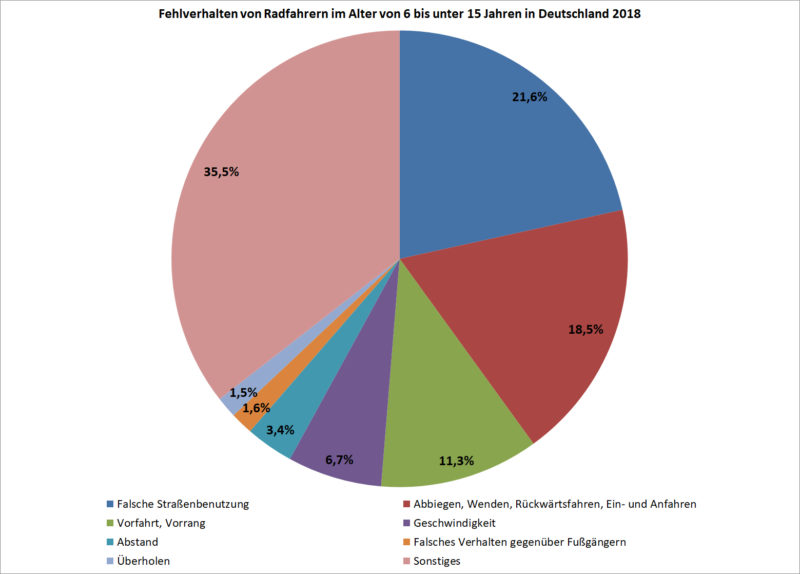 Fehlverhalten von Radfahrern im Alter von 6 bis unter 15 Jahren in Deutschland 2018
21,6%
35,5%
18,5%
1,5%
1,6%
3,4%
6,7%
11,3%
Falsche Straßenbenutzung
Abbiegen, Wenden, Rückwärtsfahren, Ein- und Anfahren
Vorfahrt, Vorrang
Geschwindigkeit
Abstand
Falsches Verhalten gegenüber Fußgängern
Überholen
Sonstiges